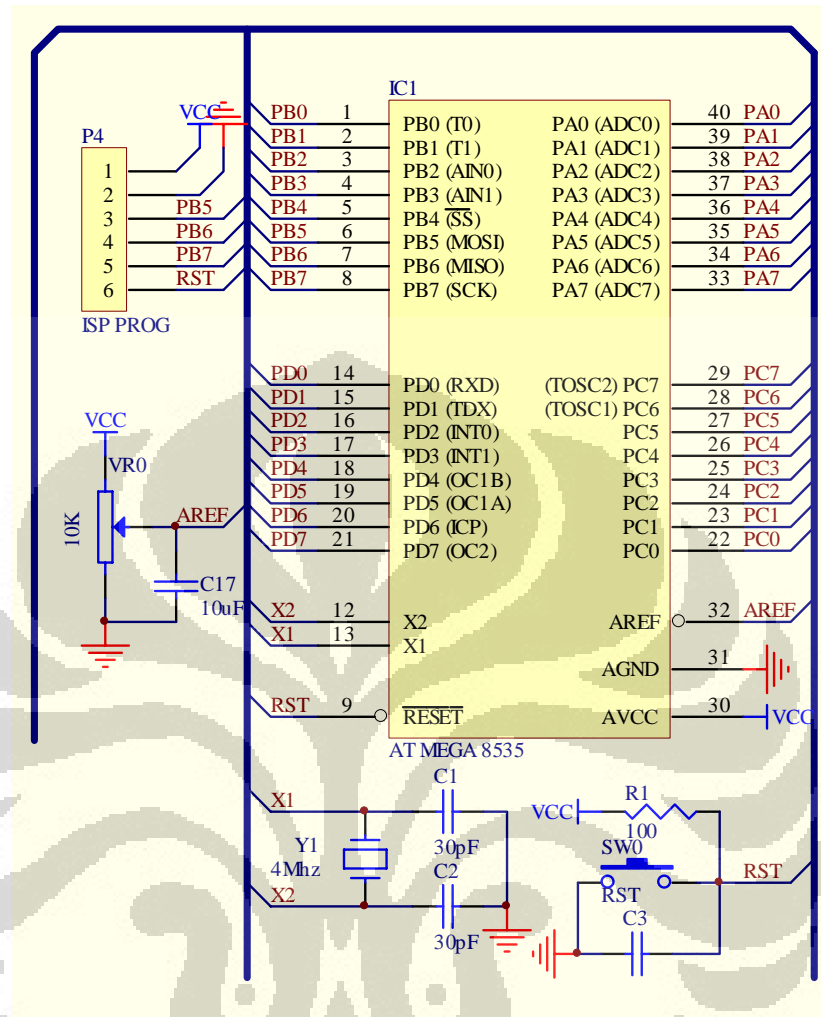 IC1
P4
VCC
1
2
3
4
5
6
PB5
PB6
PB7
RST
ISP PROG
PB0 1 PB0 (T0)
PB1 2 PB1 (T1)
PB2 3 PB2 (AIN0)
PB3 4 PB3 (AIN1)
PB4 5 PB4 (SS)
PB5 6 PB5 (MOSI)
PB6 7 PB6 (MISO)
PB7 8 PB7 (SCK)
PA0 (ADC0) 40 PA0
PA1 (ADC1) 39 PA1
PA2 (ADC2) 38 PA2
PA3 (ADC3) 37 PA3
PA4 (ADC4) 36 PA4
PA5 (ADC5) 35 PA5
PA6 (ADC6) 34 PA6
PA7 (ADC7) 33 PA7
PD0 14 PD0 (RXD)
PD1 15 PD1 (TDX)
PD2 16 PD2 (INT0)
PD3 17 PD3 (INT1)
PD4 18 PD4 (OC1B)
PD5 19 PD5 (OC1A)
PD6 20 PD6 (ICP)
PD7 21 PD7 (OC2)
(TOSC2) PC7 29 PC7
(TOSC1) PC6 28 PC6
PC5 27 PC5
PC4 26 PC4
PC3 25 PC3
PC2 24 PC2
PC1 23 PC1
PC0 22 PC0
VCC
VR0
10K
AREF
C17
10uF
X2 12 X2
X1 13 X1
RST 9 RESET
AREF 32 AREF
AGND 31
AVCC 30 VCC
AT MEGA 8535
X1
X2
Y1
4Mhz
C1
30pF
C2
30pF
VCC
R1
100
SW0
RST
RST
C3